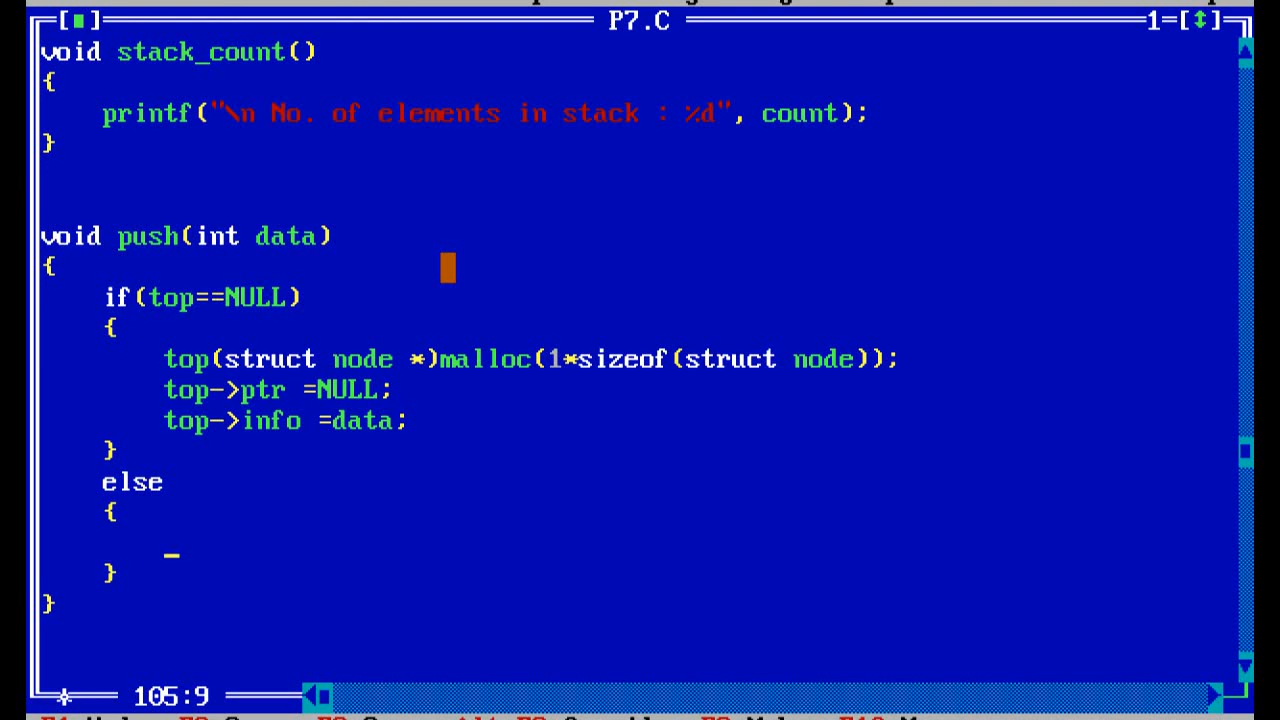 P7.C 1
void stack_count()
{
printf("\n No. of elements in stack : %d", count);
}
void push(int data)
{
if(top==NULL)
{
top(struct node *)malloc(1*sizeof(struct node));
top->ptr =NULL;
top->info =data;
}
else
{
}
}
105:9